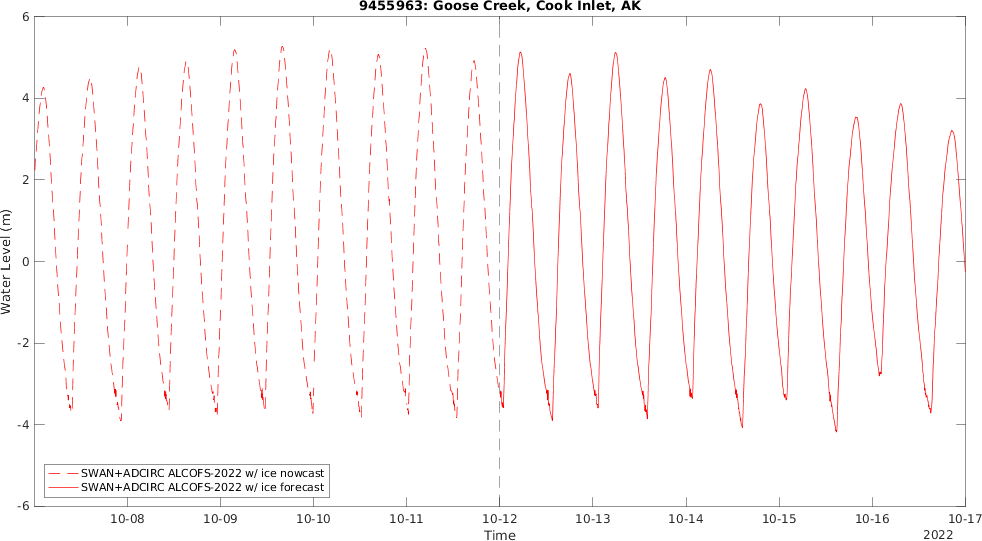 9455963: Goose Creek, Cook Inlet, AK
6
4
2
0
-2
-4
-6
Water Level (m)
SWAN+ADCIRC ALCOFS-2022 w/ ice nowcast
SWAN+ADCIRC ALCOFS-2022 w/ ice forecast
10-08 10-09 10-10 10-11 10-12 10-13 10-14 10-15 10-16 10-17
Time
2022